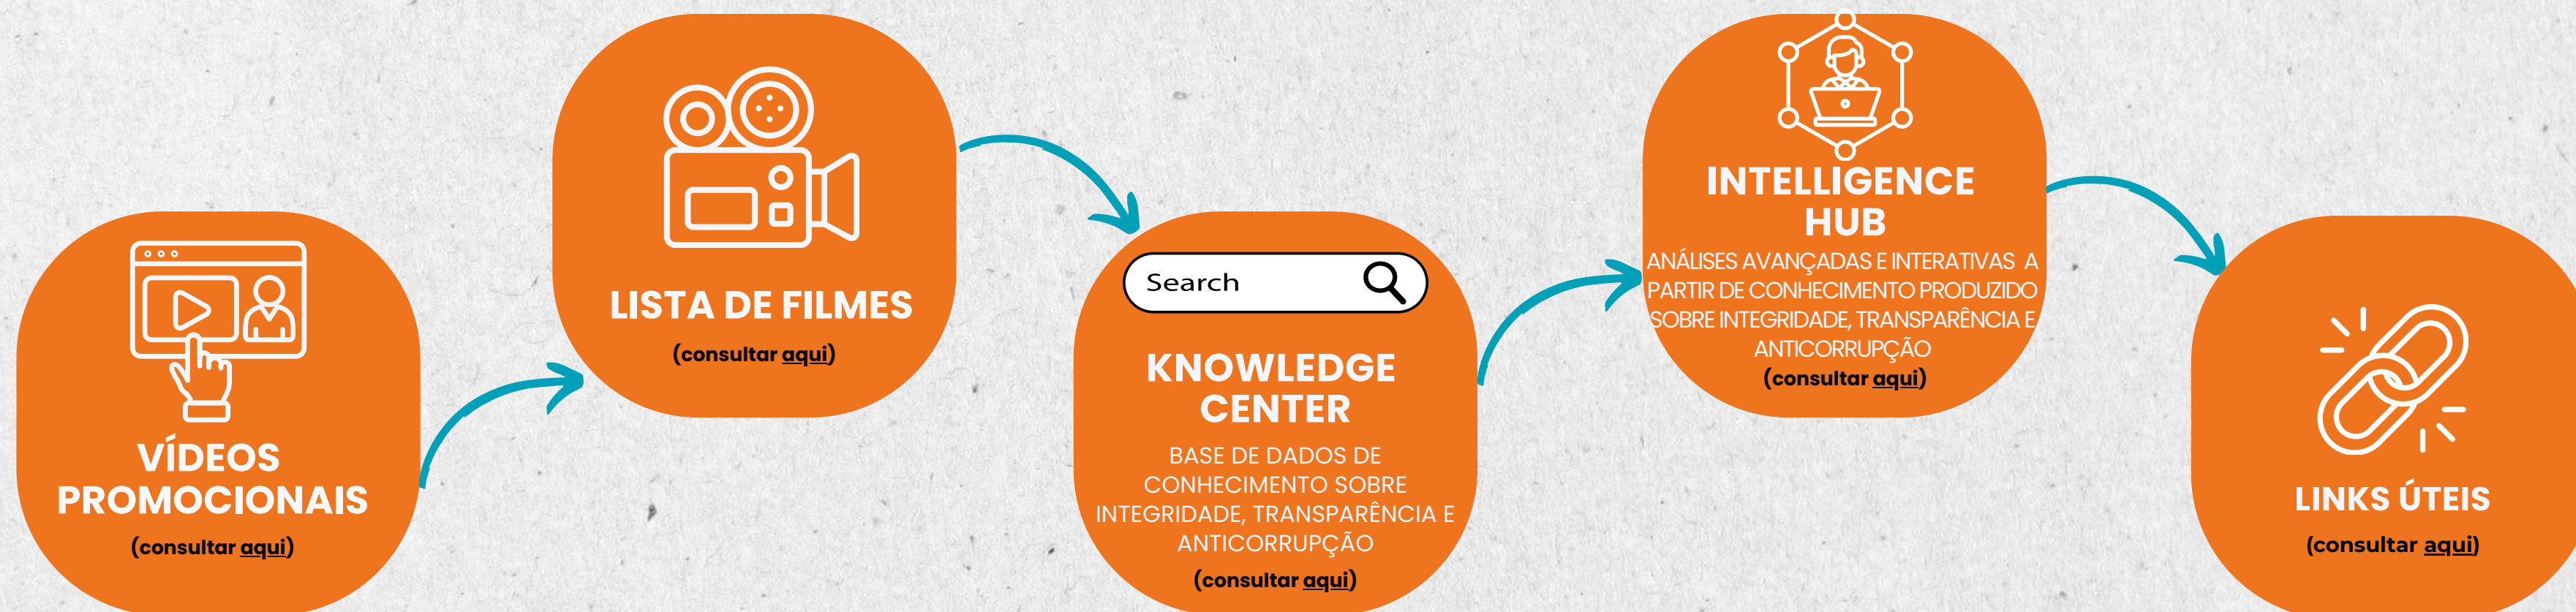 VÍDEOS
PROMOCIONAIS
(consultar aqui)
LISTA DE FILMES
(consultar aqui)
Search
KNOWLEDGE
CENTER
BASE DE DADOS DE
CONHECIMENTO SOBRE
INTEGRIDADE, TRANSPARÊNCIA E
ANTICORRUPÇÃO
(consultar aqui)
INTELLIGENCE
HUB
ANÁLISES AVANÇADAS E INTERATIVAS A
PARTIR DE CONHECIMENTO PRODUZIDO
SOBRE INTEGRIDADE, TRANSPARÊNCIA E
ANTICORRUPÇÃO
(consultar aqui)
LINKS ÚTEIS
(consultar aqui)